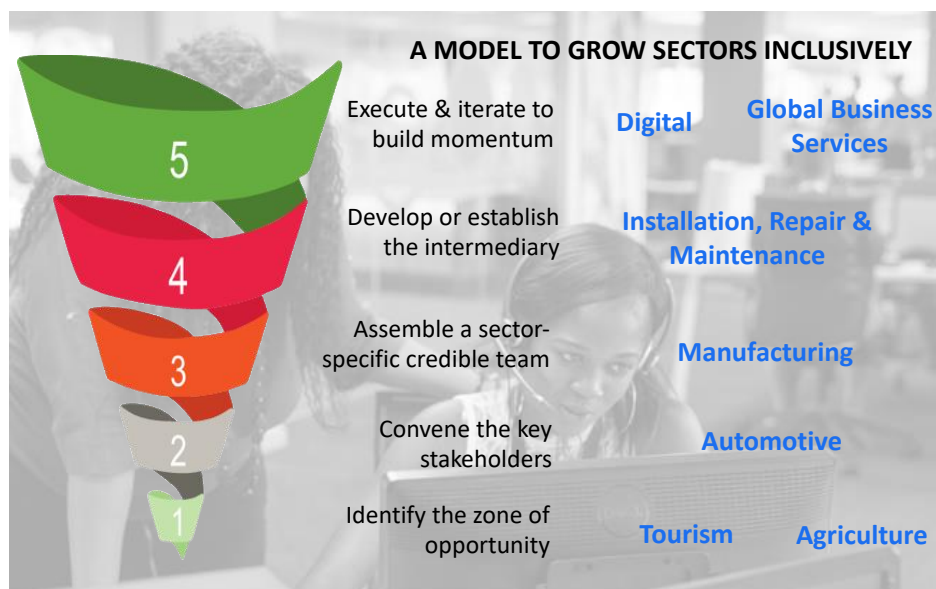 A MODEL TO GROW SECTORS INCLUSIVELY
5
Execute & iterate to
build momentum
Digital
Global Business
Services
4
Develop or establish
the intermediary
Installation, Repair &
Maintenance
3
Assemble a sector-
specific credible team
Manufacturing
2
Convene the key
stakeholders
Automotive
1
Identify the zone of
opportunity
Tourism
Agriculture